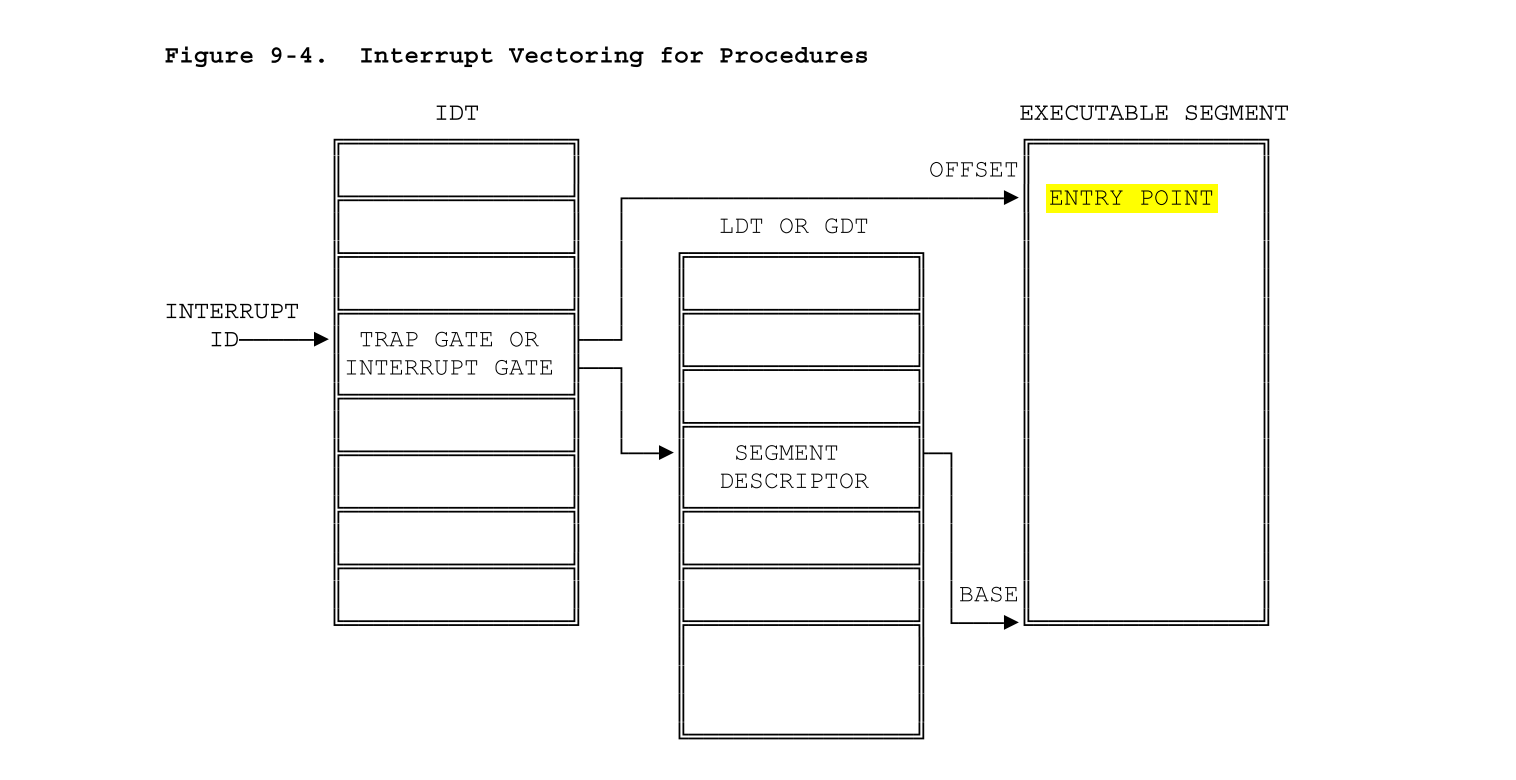 Figure 9-4.  Interrupt Vectoring for Procedures
IDT
EXECUTABLE SEGMENT
OFFSET
ENTRY POINT
LDT OR GDT
INTERRUPT
ID
TRAP GATE OR
INTERRUPT GATE
SEGMENT
DESCRIPTOR
BASE